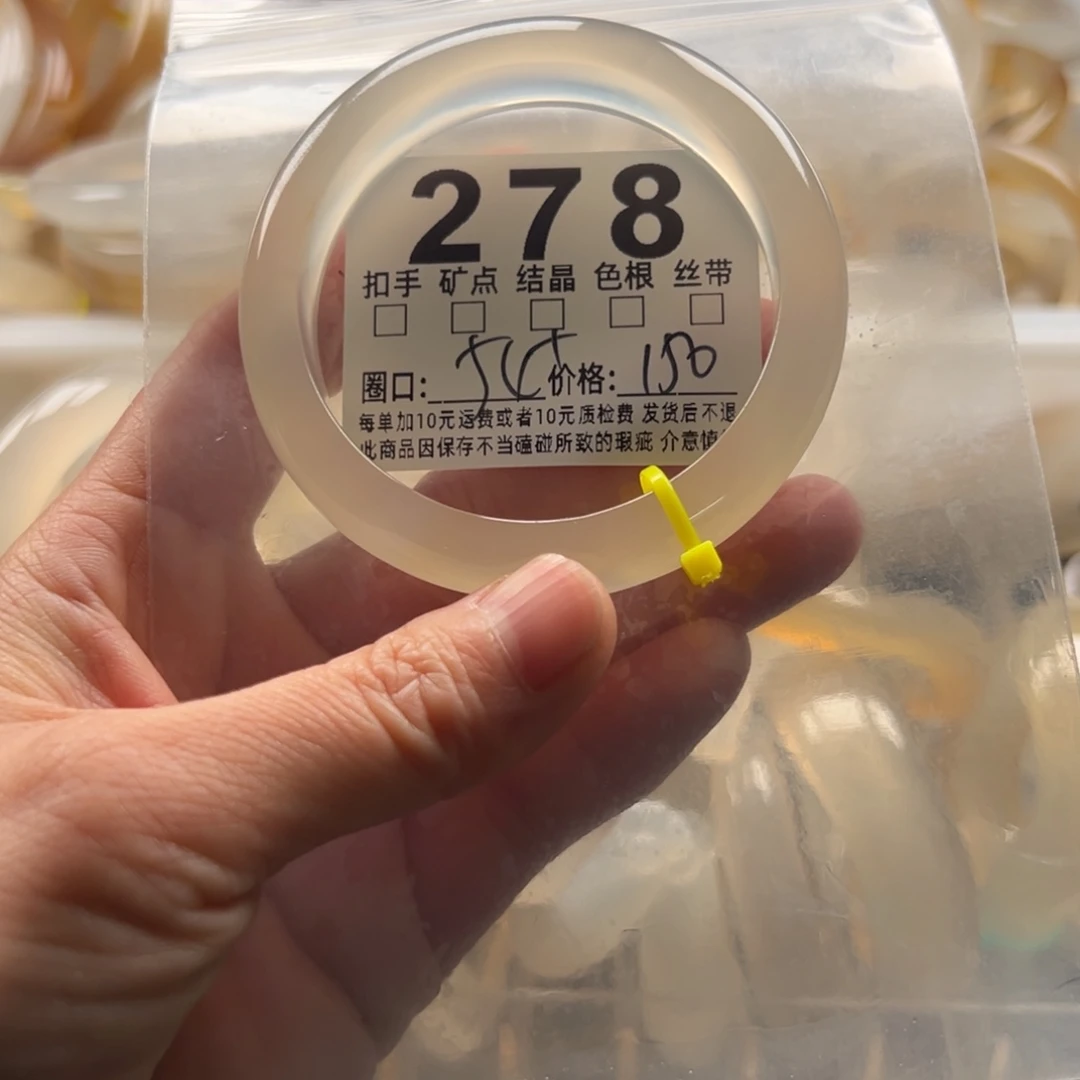 278
扣手 矿点 结晶 色根 丝带
□ □ □ □ □
圈口: 价格: 150
每单加10元运费或者10元质检费 发货后不退
此商品因保存不当磕碰所致的瑕疵 介意慎